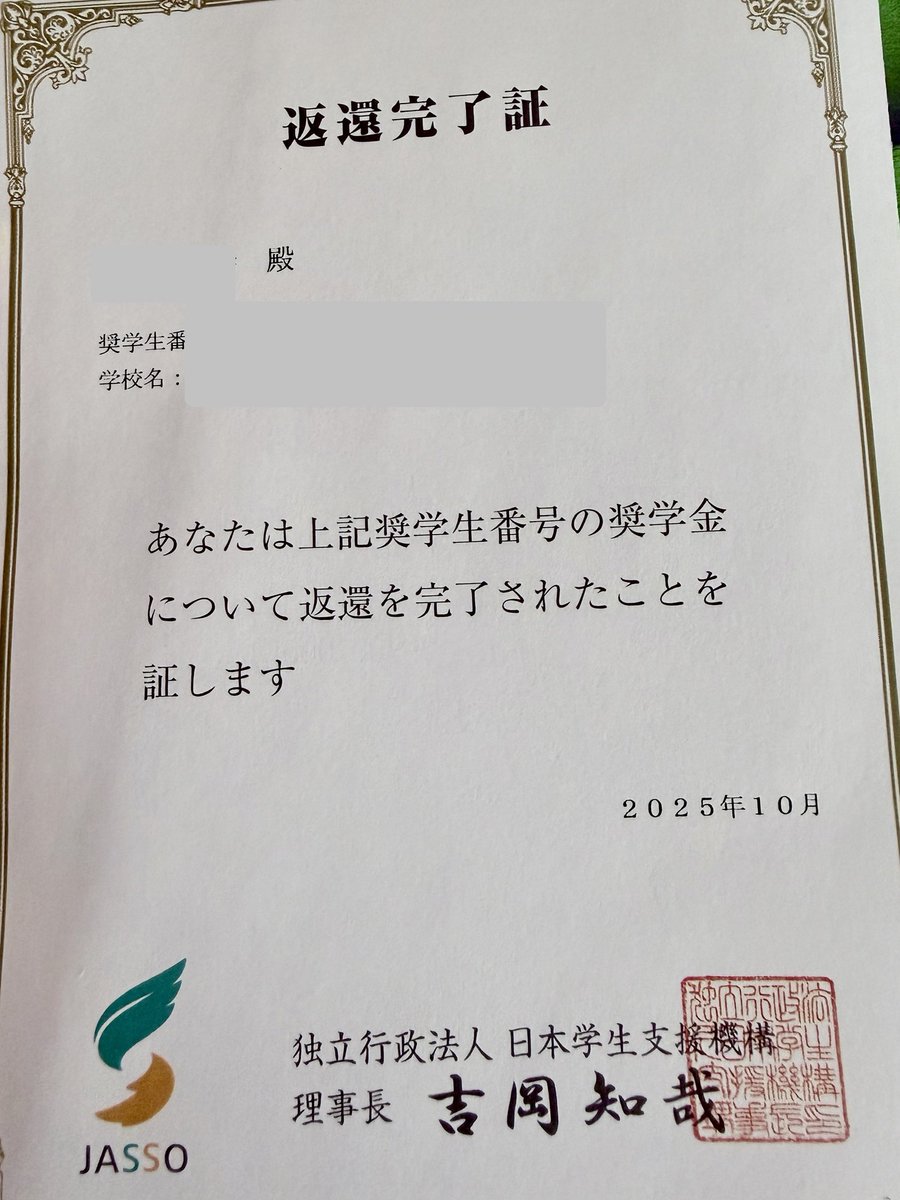 返還完了証
殿
奨学生番
学校名：
あなたは上記奨学生番号の奨学金
について返還を完了されたことを
証します
２０２５年１０月
独立行政法人 日本学生支援機構
理事長 吉岡知哉
JASSO